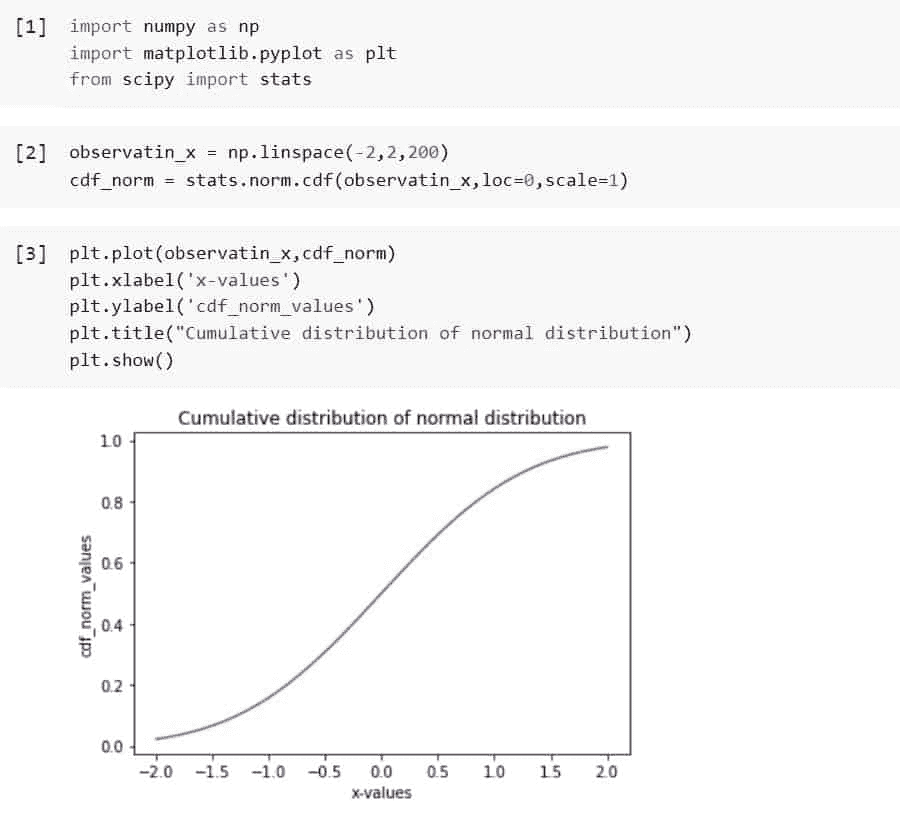 [1] import numpy as np
import matplotlib.pyplot as plt
from scipy import stats
[2] observatin_x = np.linspace(-2,2,200)
cdf_norm = stats.norm.cdf(observatin_x,loc=0,scale=1)
[3] plt.plot(observatin_x,cdf_norm)
plt.xlabel('x-values')
plt.ylabel('cdf_norm_values')
plt.title("Cumulative distribution of normal distribution")
plt.show()
Cumulative distribution of normal distribution
1.0
0.8
0.6
0.4
0.2
0.0
cdf_norm_values
−2.0 −1.5 −1.0 −0.5 0.0 0.5 1.0 1.5 2.0
x-values